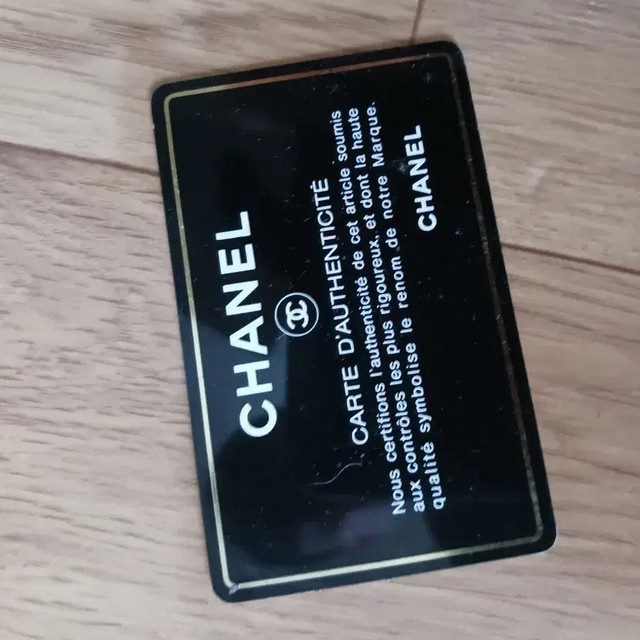 CHANEL
CARTE D'AUTHENTICITÉ
Nous certifions l'authenticité de cet article soumis
aux contrôles les plus rigoureux, et dont la haute
qualité symbolise le renom de notre Marque.
CHANEL